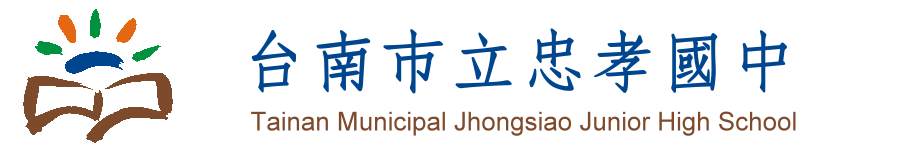 台南市立忠孝國中
Tainan Municipal Jhongsiao Junior High School